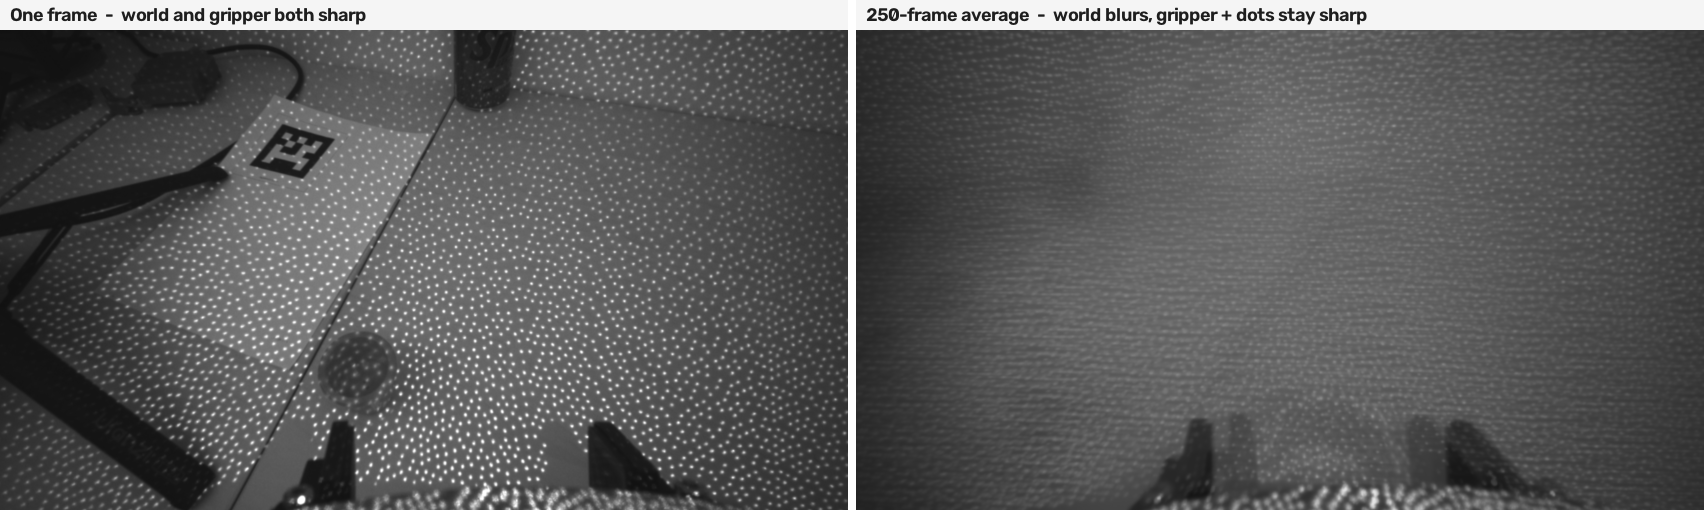 One frame - world and gripper both sharp
250-frame average - world blurs, gripper + dots stay sharp